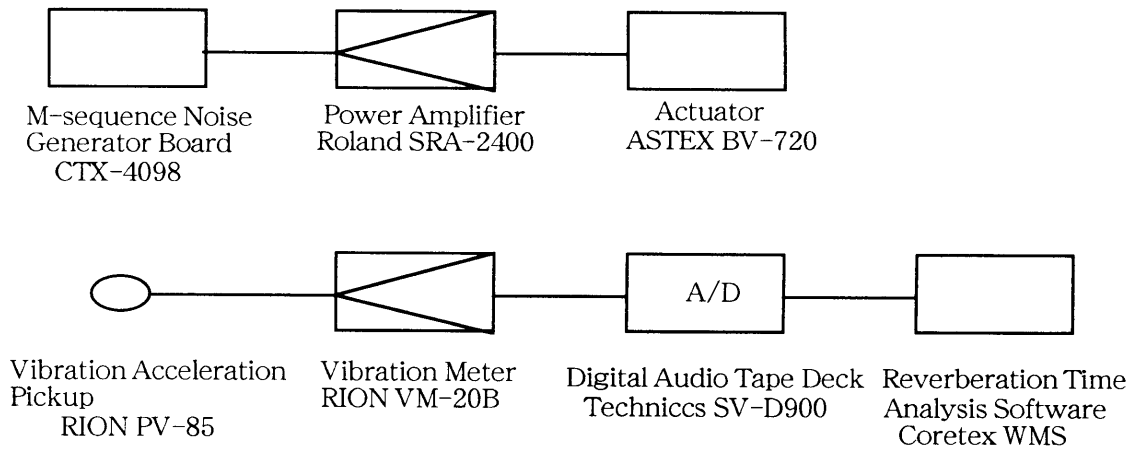 M-sequence Noise
Generator Board
CTX-4098
Power Amplifier
Roland SRA-2400
Actuator
ASTEX BV-720
A/D
Vibration Acceleration
Pickup
RION PV-85
Vibration Meter
RION VM-20B
Digital Audio Tape Deck
Techniccs SV-D900
Reverberation Time
Analysis Software
Coretex WMS